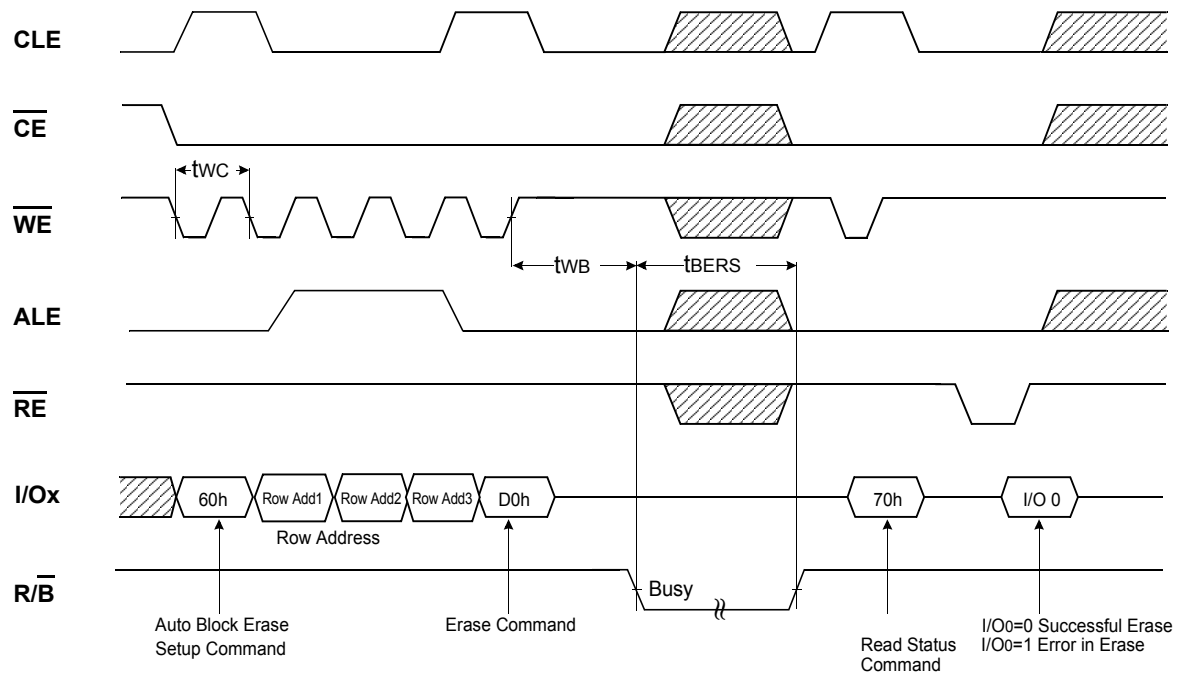 CLE
CE
tWC
WE
tWB
tBERS
ALE
RE
I/Ox
60h
Row Add1
Row Add2
Row Add3
D0h
70h
I/O 0
Row Address
R/B
Busy
Auto Block Erase
Setup Command
Erase Command
Read Status
Command
I/O0=0 Successful Erase
I/O0=1 Error in Erase